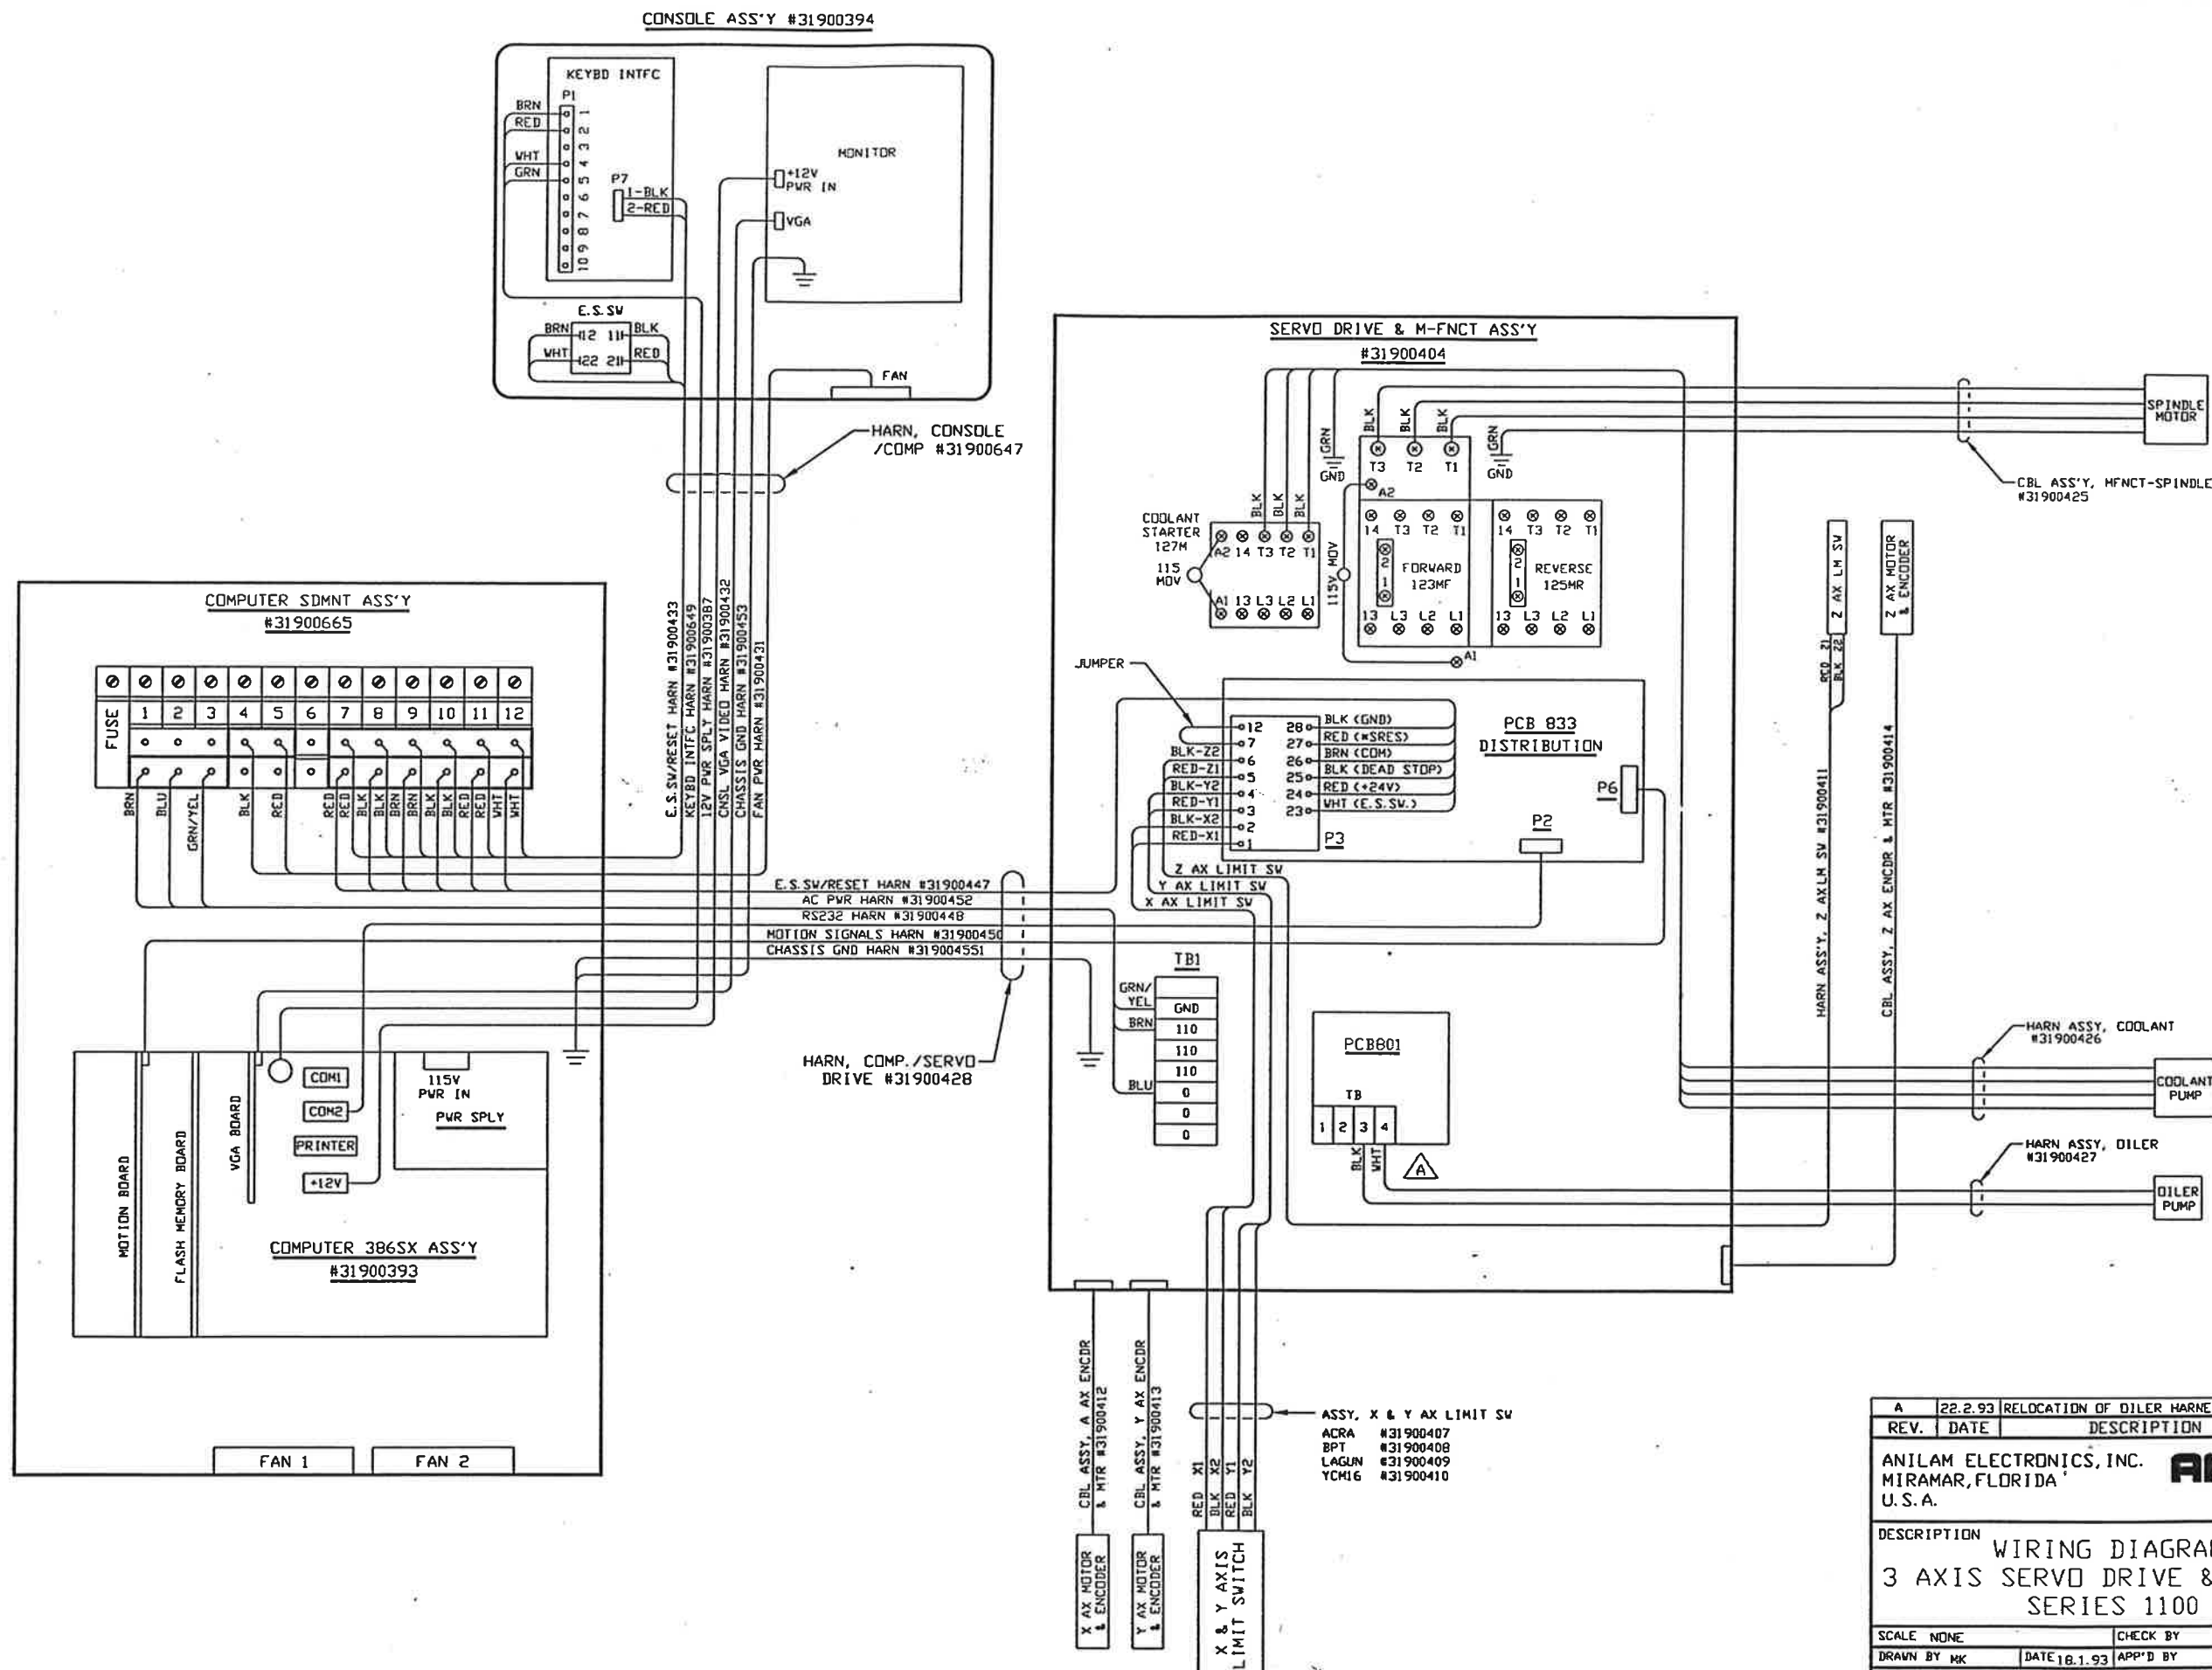 CONSOLE ASS'Y #31900394
KEYBD INTFC
P1
BRN
RED
WHT
GRN
1
2
3
4
5
6
7
8
9
10
P7
1-BLK
2-RED
MONITOR
+12V
PWR IN
VGA
E.S.SW
BRN
12 11
BLK
WHT
22 21
RED
FAN
HARN, CONSOLE
/COMP #31900647
E.S.SW/RESET HARN #31900433
KEYBD INTFC HARN #31900649
12V PWR SPLY HARN #31900387
CNSL VGA VIDEO HARN #31900432
CHASSIS GND HARN #31900453
FAN PWR HARN #31900431
COMPUTER SDMNT ASS'Y
#31900665
FUSE
1 2 3 4 5 6 7 8 9 10 11 12
BRN
BLU
GRN/YEL
BLK
RED
RED
RED
BLK
BLK
BRN
BRN
BLK
BLK
RED
RED
WHT
WHT
E.S.SW/RESET HARN #31900447
AC PWR HARN #31900452
RS232 HARN #31900448
MOTION SIGNALS HARN #31900450
CHASSIS GND HARN #319004551
HARN, COMP./SERVO
DRIVE #31900428
MOTION BOARD
FLASH MEMORY BOARD
VGA BOARD
COM1
COM2
PRINTER
+12V
115V
PWR IN
PWR SPLY
COMPUTER 386SX ASS'Y
#31900393
FAN 1
FAN 2
SERVO DRIVE & M-FNCT ASS'Y
#31900404
COOLANT
STARTER
127M
115
MOV
BLK
BLK
BLK
A2 14 T3 T2 T1
A1 13 L3 L2 L1
GRN
GND
BLK
BLK
BLK
T3 T2 T1
A2
GRN
GND
115V MOV
14 T3 T2 T1
2
1
FORWARD
123MF
13 L3 L2 L1
14 T3 T2 T1
2
1
REVERSE
125MR
13 L3 L2 L1
A1
JUMPER
PCB 833
DISTRIBUTION
12
7
BLK-Z2
6
RED-Z1
5
BLK-Y2
4
RED-Y1
3
BLK-X2
2
RED-X1
1
28 BLK (GND)
27 RED (*SRES)
26 BRN (COM)
25 BLK (DEAD STOP)
24 RED (+24V)
23 WHT (E.S.SW.)
P3
P2
P6
Z AX LIMIT SW
Y AX LIMIT SW
X AX LIMIT SW
TB1
GRN/
YEL
GND
BRN
110
110
110
BLU
0
0
0
PCB801
TB
1 2 3 4
BLK
WHT
A
SPINDLE
MOTOR
CBL ASS'Y, MFNCT-SPINDLE
#31900425
Z AX LM SW
RED Z1
BLK Z2
HARN ASS'Y, Z AXLM SW #31900411
Z AX MOTOR
& ENCODER
CBL ASSY, Z AX ENCDR & MTR #31900414
HARN ASSY, COOLANT
#31900426
COOLANT
PUMP
HARN ASSY, OILER
#31900427
OILER
PUMP
CBL ASSY, A AX ENCDR
& MTR #31900412
X AX MOTOR
& ENCODER
CBL ASSY, Y AX ENCDR
& MTR #31900413
Y AX MOTOR
& ENCODER
RED X1
BLK X2
RED Y1
BLK Y2
X & Y AXIS
LIMIT SWITCH
ASSY, X & Y AX LIMIT SW
ACRA #31900407
BPT #31900408
LAGUN #31900409
YCM16 #31900410
A 22.2.93 RELOCATION OF OILER HARNE
REV. DATE DESCRIPTION
ANILAM ELECTRONICS, INC.
MIRAMAR, FLORIDA
U.S.A.
DESCRIPTION
WIRING DIAGRA
3 AXIS SERVO DRIVE &
SERIES 1100
SCALE NONE
CHECK BY
DRAWN BY MK
DATE 18.1.93
APP'D BY